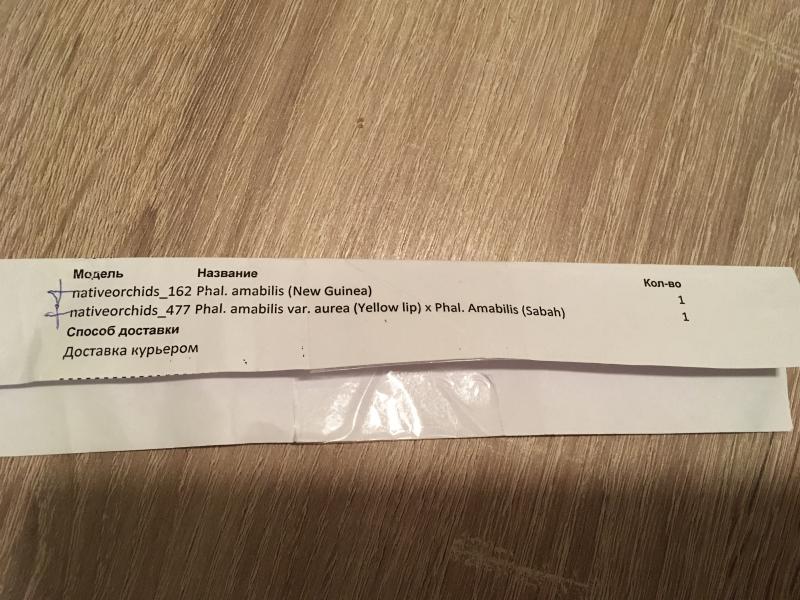 Модель Название Кол-во
nativeorchids_162 Phal. amabilis (New Guinea) 1
nativeorchids_477 Phal. amabilis var. aurea (Yellow lip) x Phal. Amabilis (Sabah) 1
Способ доставки
Доставка курьером